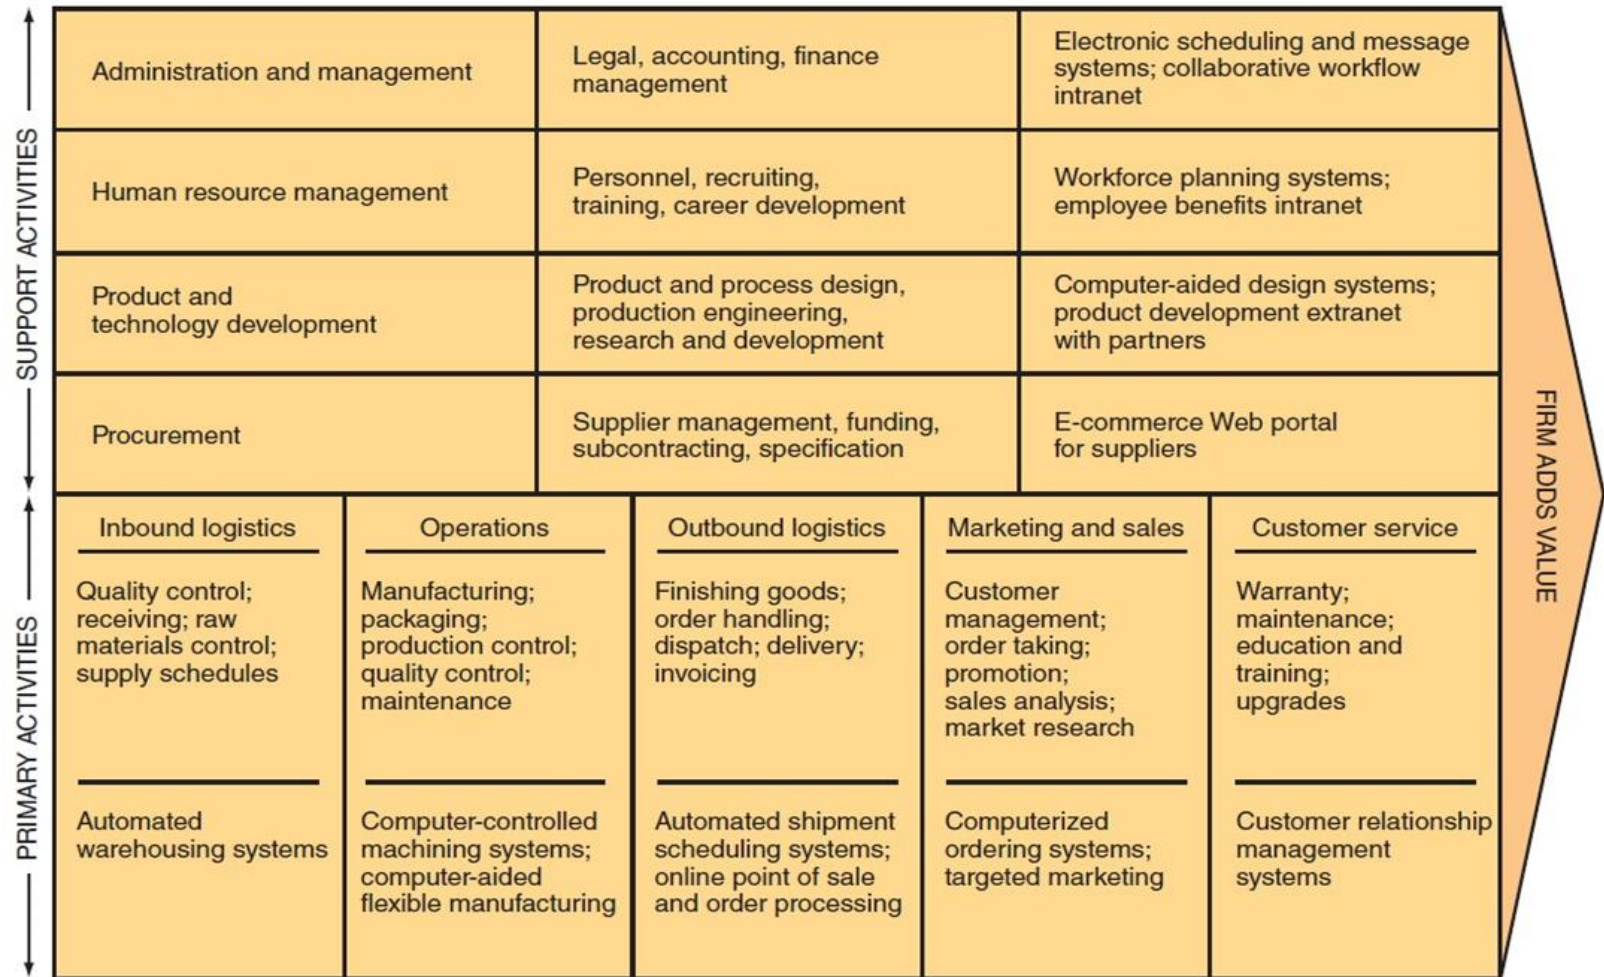 SUPPORT ACTIVITIES
Administration and management
Legal, accounting, finance
management
Electronic scheduling and message
systems; collaborative workflow
intranet
Human resource management
Personnel, recruiting,
training, career development
Workforce planning systems;
employee benefits intranet
Product and
technology development
Product and process design,
production engineering,
research and development
Computer-aided design systems;
product development extranet
with partners
Procurement
Supplier management, funding,
subcontracting, specification
E-commerce Web portal
for suppliers
PRIMARY ACTIVITIES
Inbound logistics
Quality control;
receiving; raw
materials control;
supply schedules
Automated
warehousing systems
Operations
Manufacturing;
packaging;
production control;
quality control;
maintenance
Computer-controlled
machining systems;
computer-aided
flexible manufacturing
Outbound logistics
Finishing goods;
order handling;
dispatch; delivery;
invoicing
Automated shipment
scheduling systems;
online point of sale
and order processing
Marketing and sales
Customer
management;
order taking;
promotion;
sales analysis;
market research
Computerized
ordering systems;
targeted marketing
Customer service
Warranty;
maintenance;
education and
training;
upgrades
Customer relationship
management
systems
FIRM ADDS VALUE